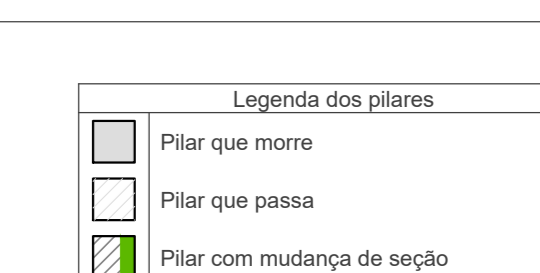 Legenda dos pilares
Pilar que morre
Pilar que passa
Pilar com mudança de seção